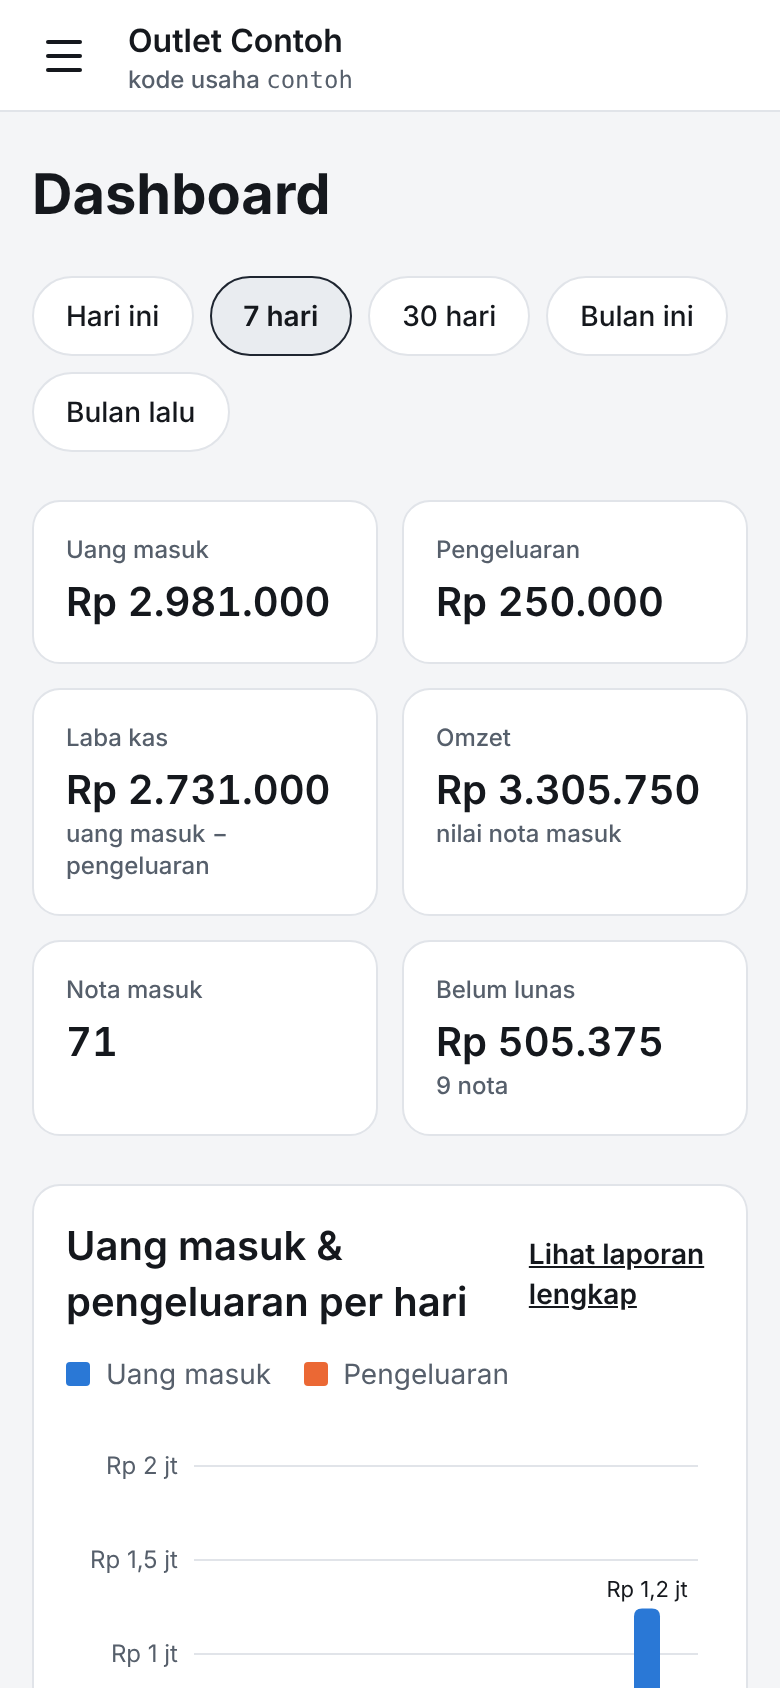 Outlet Contoh
kode usaha contoh
Dashboard
Hari ini
7 hari
30 hari
Bulan ini
Bulan lalu
Uang masuk
Rp 2.981.000
Pengeluaran
Rp 250.000
Laba kas
Rp 2.731.000
uang masuk −
pengeluaran
Omzet
Rp 3.305.750
nilai nota masuk
Nota masuk
71
Belum lunas
Rp 505.375
9 nota
Uang masuk &
pengeluaran per hari
Lihat laporan
lengkap
Uang masuk
Pengeluaran
Rp 2 jt
Rp 1,5 jt
Rp 1,2 jt
Rp 1 jt